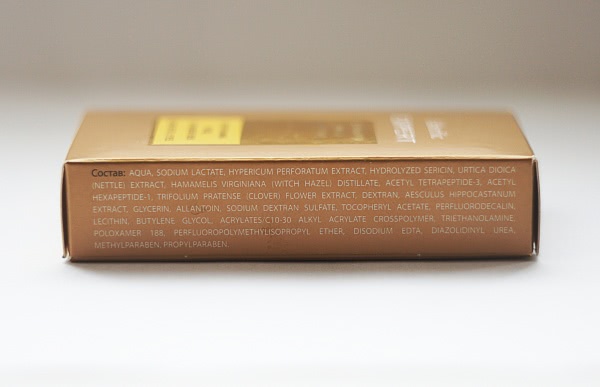 Состав: AQUA, SODIUM LACTATE, HYPERICUM PERFORATUM EXTRACT, HYDROLYZED SERICIN, URTICA DIOICA
(NETTLE) EXTRACT, HAMAMELIS VIRGINIANA (WITCH HAZEL) DISTILLATE, ACETYL TETRAPEPTIDE-3, ACETYL
HEXAPEPTIDE-1, TRIFOLIUM PRATENSE (CLOVER) FLOWER EXTRACT, DEXTRAN, AESCULUS HIPPOCASTANUM
EXTRACT, GLYCERIN, ALLANTOIN, SODIUM DEXTRAN SULFATE, TOCOPHERYL ACETATE, PERFLUORODECALIN,
LECITHIN, BUTYLENE GLYCOL, ACRYLATES/C10-30 ALKYL ACRYLATE CROSSPOLYMER, TRIETHANOLAMINE,
POLOXAMER 188, PERFLUOROPOLYMETHYLISOPROPYL ETHER, DISODIUM EDTA, DIAZOLIDINYL UREA,
METHYLPARABEN, PROPYLPARABEN